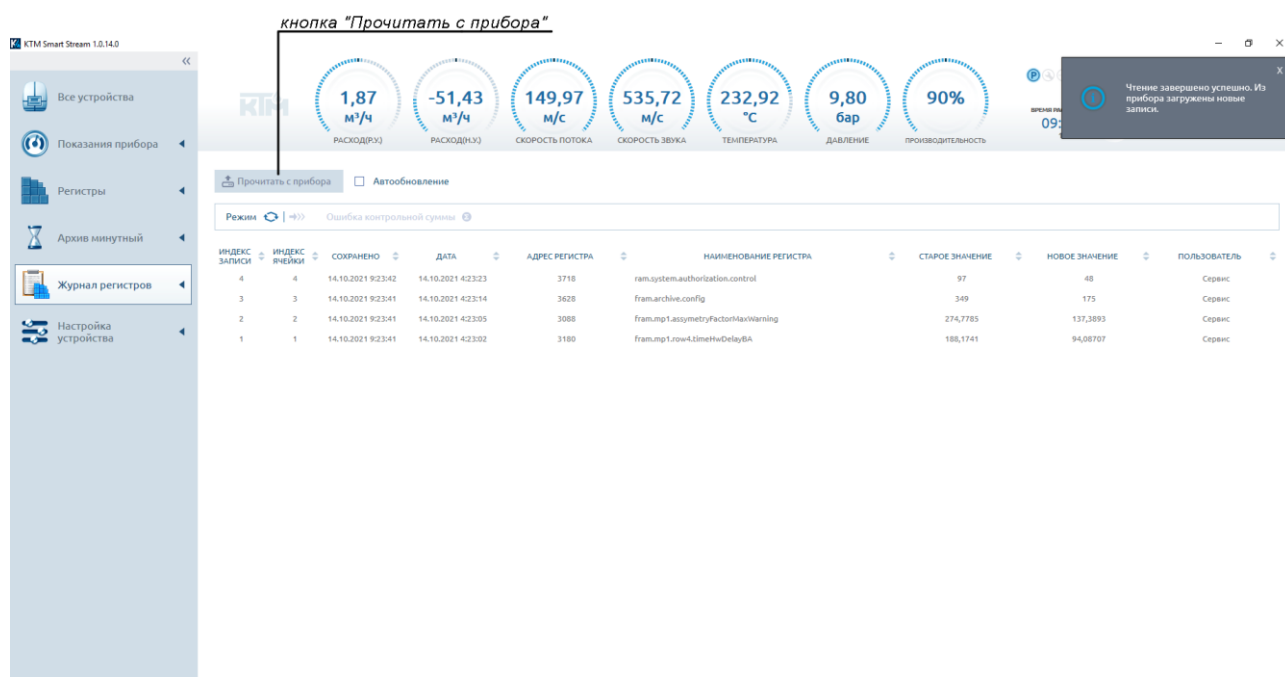 кнопка "Прочитать с прибора"
KTM Smart Stream 1.0.14.0
Все устройства
Показания прибора
Регистры
Архив минутный
Журнал регистров
Настройка
устройства
КТМ
1,87
м³/ч
РАСХОД(Р.У.)
-51,43
м³/ч
РАСХОД(Н.У.)
149,97
м/с
СКОРОСТЬ ПОТОКА
535,72
м/с
СКОРОСТЬ ЗВУКА
232,92
°C
ТЕМПЕРАТУРА
9,80
бар
ДАВЛЕНИЕ
90%
ПРОИЗВОДИТЕЛЬНОСТЬ
P
ВРЕМЯ
09:
Чтение завершено успешно. Из
прибора загружены новые
записи.
X
Прочитать с прибора Автообновление
Режим Ошибка контрольной суммы 0
ИНДЕКС ЗАПИСИ ИНДЕКС ЯЧЕЙКИ СОХРАНЕНО ДАТА АДРЕС РЕГИСТРА НАИМЕНОВАНИЕ РЕГИСТРА СТАРОЕ ЗНАЧЕНИЕ НОВОЕ ЗНАЧЕНИЕ ПОЛЬЗОВАТЕЛЬ
4 4 14.10.2021 9:23:42 14.10.2021 4:23:23 3718 ram.system.authorization.control 97 48 Сервис
3 3 14.10.2021 9:23:41 14.10.2021 4:23:14 3628 fram.archive.config 349 175 Сервис
2 2 14.10.2021 9:23:41 14.10.2021 4:23:05 3088 fram.mp1.assymetryFactorMaxWarning 274,7785 137,3893 Сервис
1 1 14.10.2021 9:23:41 14.10.2021 4:23:02 3180 fram.mp1.row4.timeHwDelayBA 188,1741 94,08707 Сервис